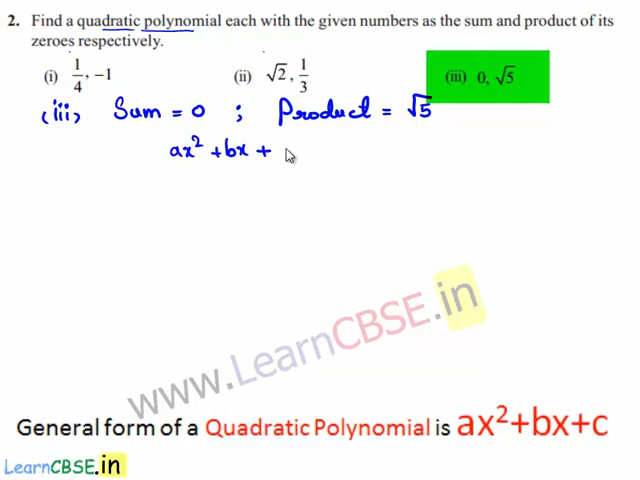 2. Find a quadratic polynomial each with the given numbers as the sum and product of its
zeroes respectively.
(i) 1/4, −1 (ii) √2, 1/3 (iii) 0, √5
(iii) Sum = 0 ; Product = √5
ax² + bx +
www.LearnCBSE.in
General form of a Quadratic Polynomial is ax²+bx+c
LearnCBSE.in